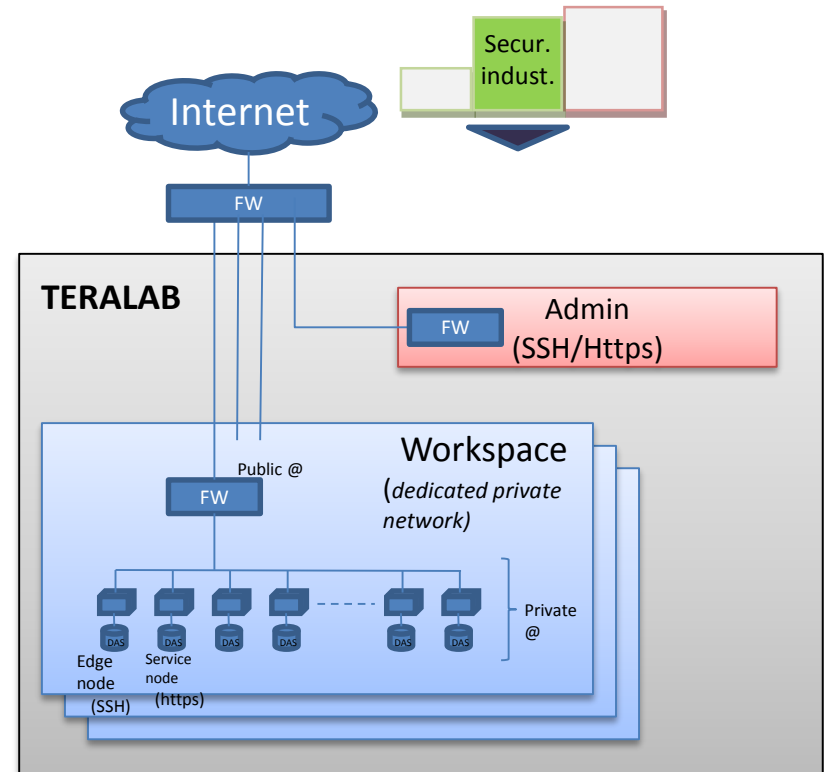 Secur.
indust.
Internet
FW
TERALAB
Admin
(SSH/Https)
FW
Workspace
(dedicated private
network)
Public @
FW
Private
@
DAS
DAS
DAS
DAS
DAS
DAS
Edge
node
(SSH)
Service
node
(https)